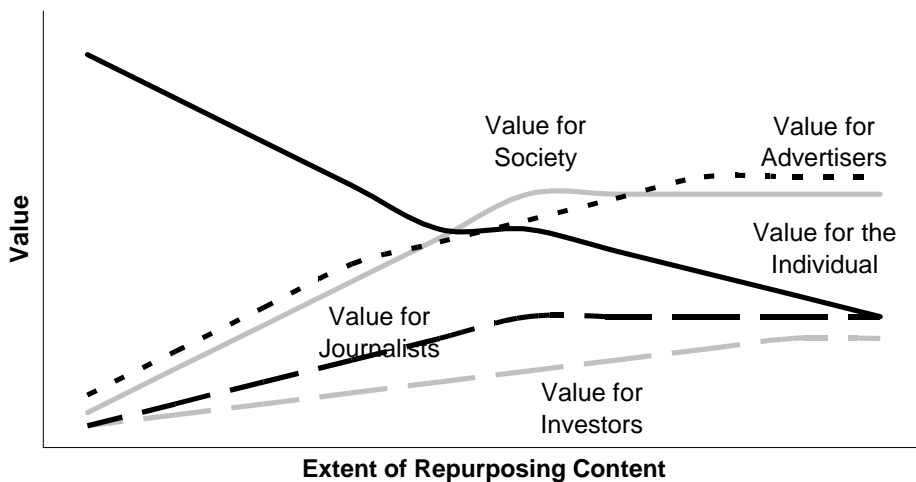 Value for
Society
Value for
Advertisers
Value
Value for the
Individual
Value for
Journalists
Value for
Investors
Extent of Repurposing Content